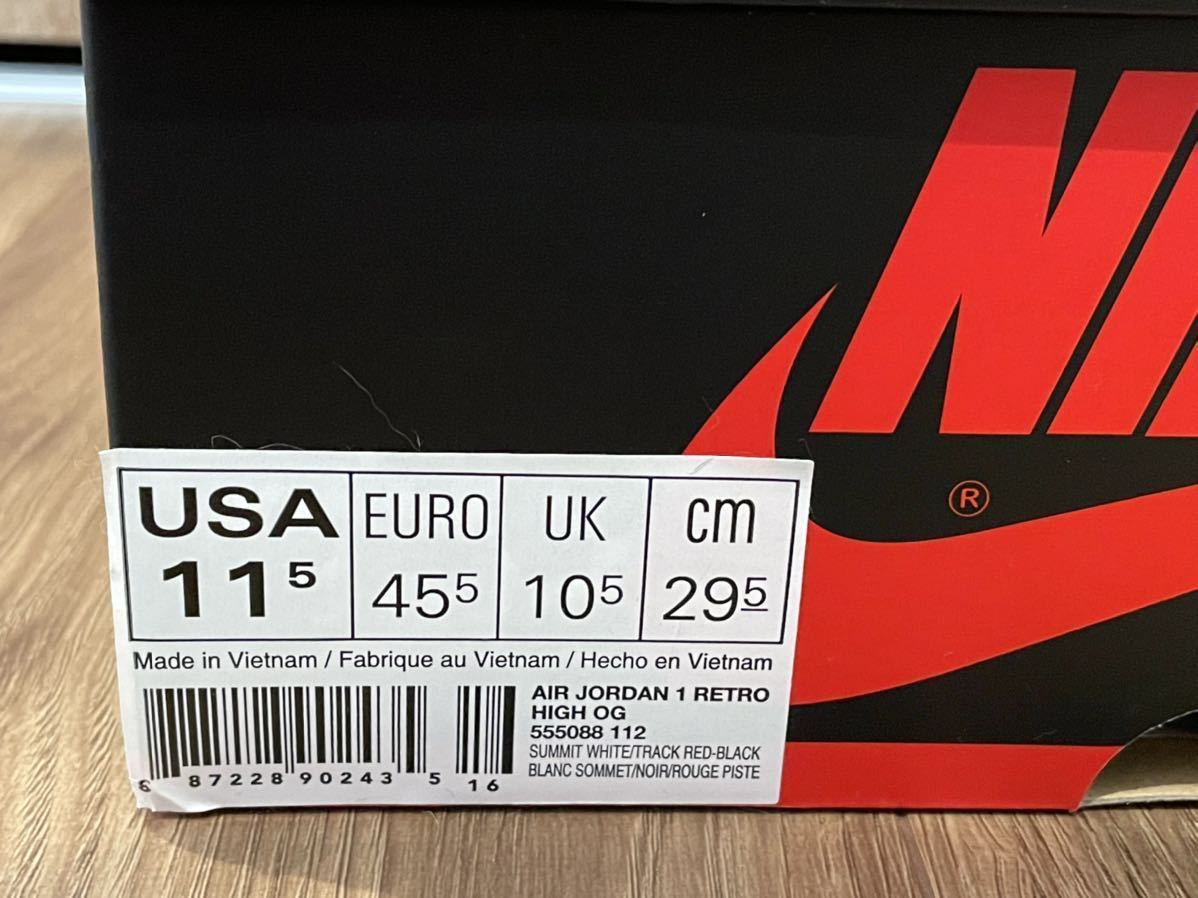 NI
®
USA EURO UK cm
11⁵ 45⁵ 10⁵ 29⁵
Made in Vietnam / Fabrique au Vietnam / Hecho en Vietnam
AIR JORDAN 1 RETRO
HIGH OG
555088 112
SUMMIT WHITE/TRACK RED-BLACK
BLANC SOMMET/NOIR/ROUGE PISTE
8 87228 90243 5 16